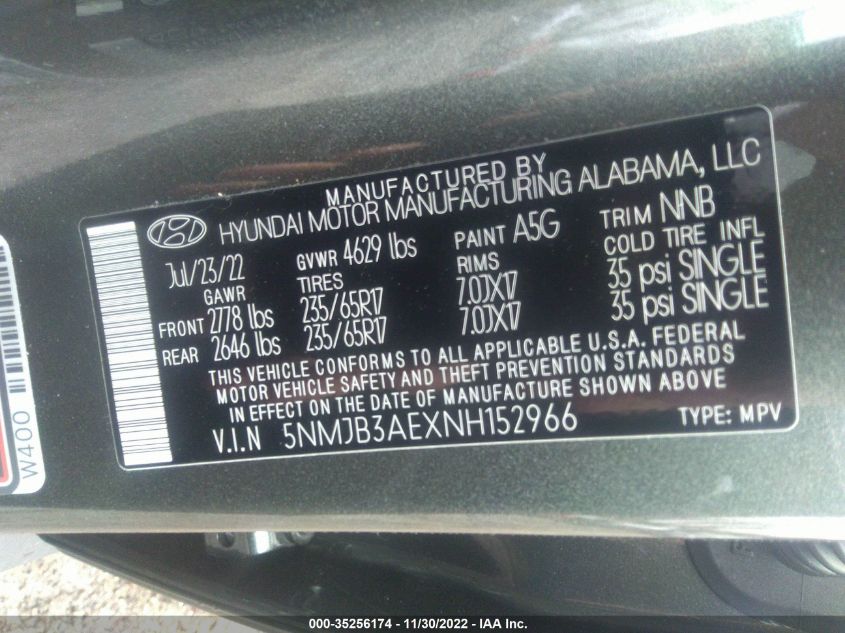 MANUFACTURED BY
HYUNDAI MOTOR MANUFACTURING ALABAMA, LLC
Jul/23/22 GVWR 4629 lbs PAINT A5G TRIM NNB
GAWR TIRES RIMS COLD TIRE INFL
FRONT 2778 lbs 235/65R17 7.0JX17 35 psi SINGLE
REAR 2646 lbs 235/65R17 7.0JX17 35 psi SINGLE
THIS VEHICLE CONFORMS TO ALL APPLICABLE U.S.A. FEDERAL
MOTOR VEHICLE SAFETY AND THEFT PREVENTION STANDARDS
IN EFFECT ON THE DATE OF MANUFACTURE SHOWN ABOVE
V.I.N 5NMJB3AEXNH152966 TYPE: MPV
W400
000-35256174 - 11/30/2022 - IAA Inc.